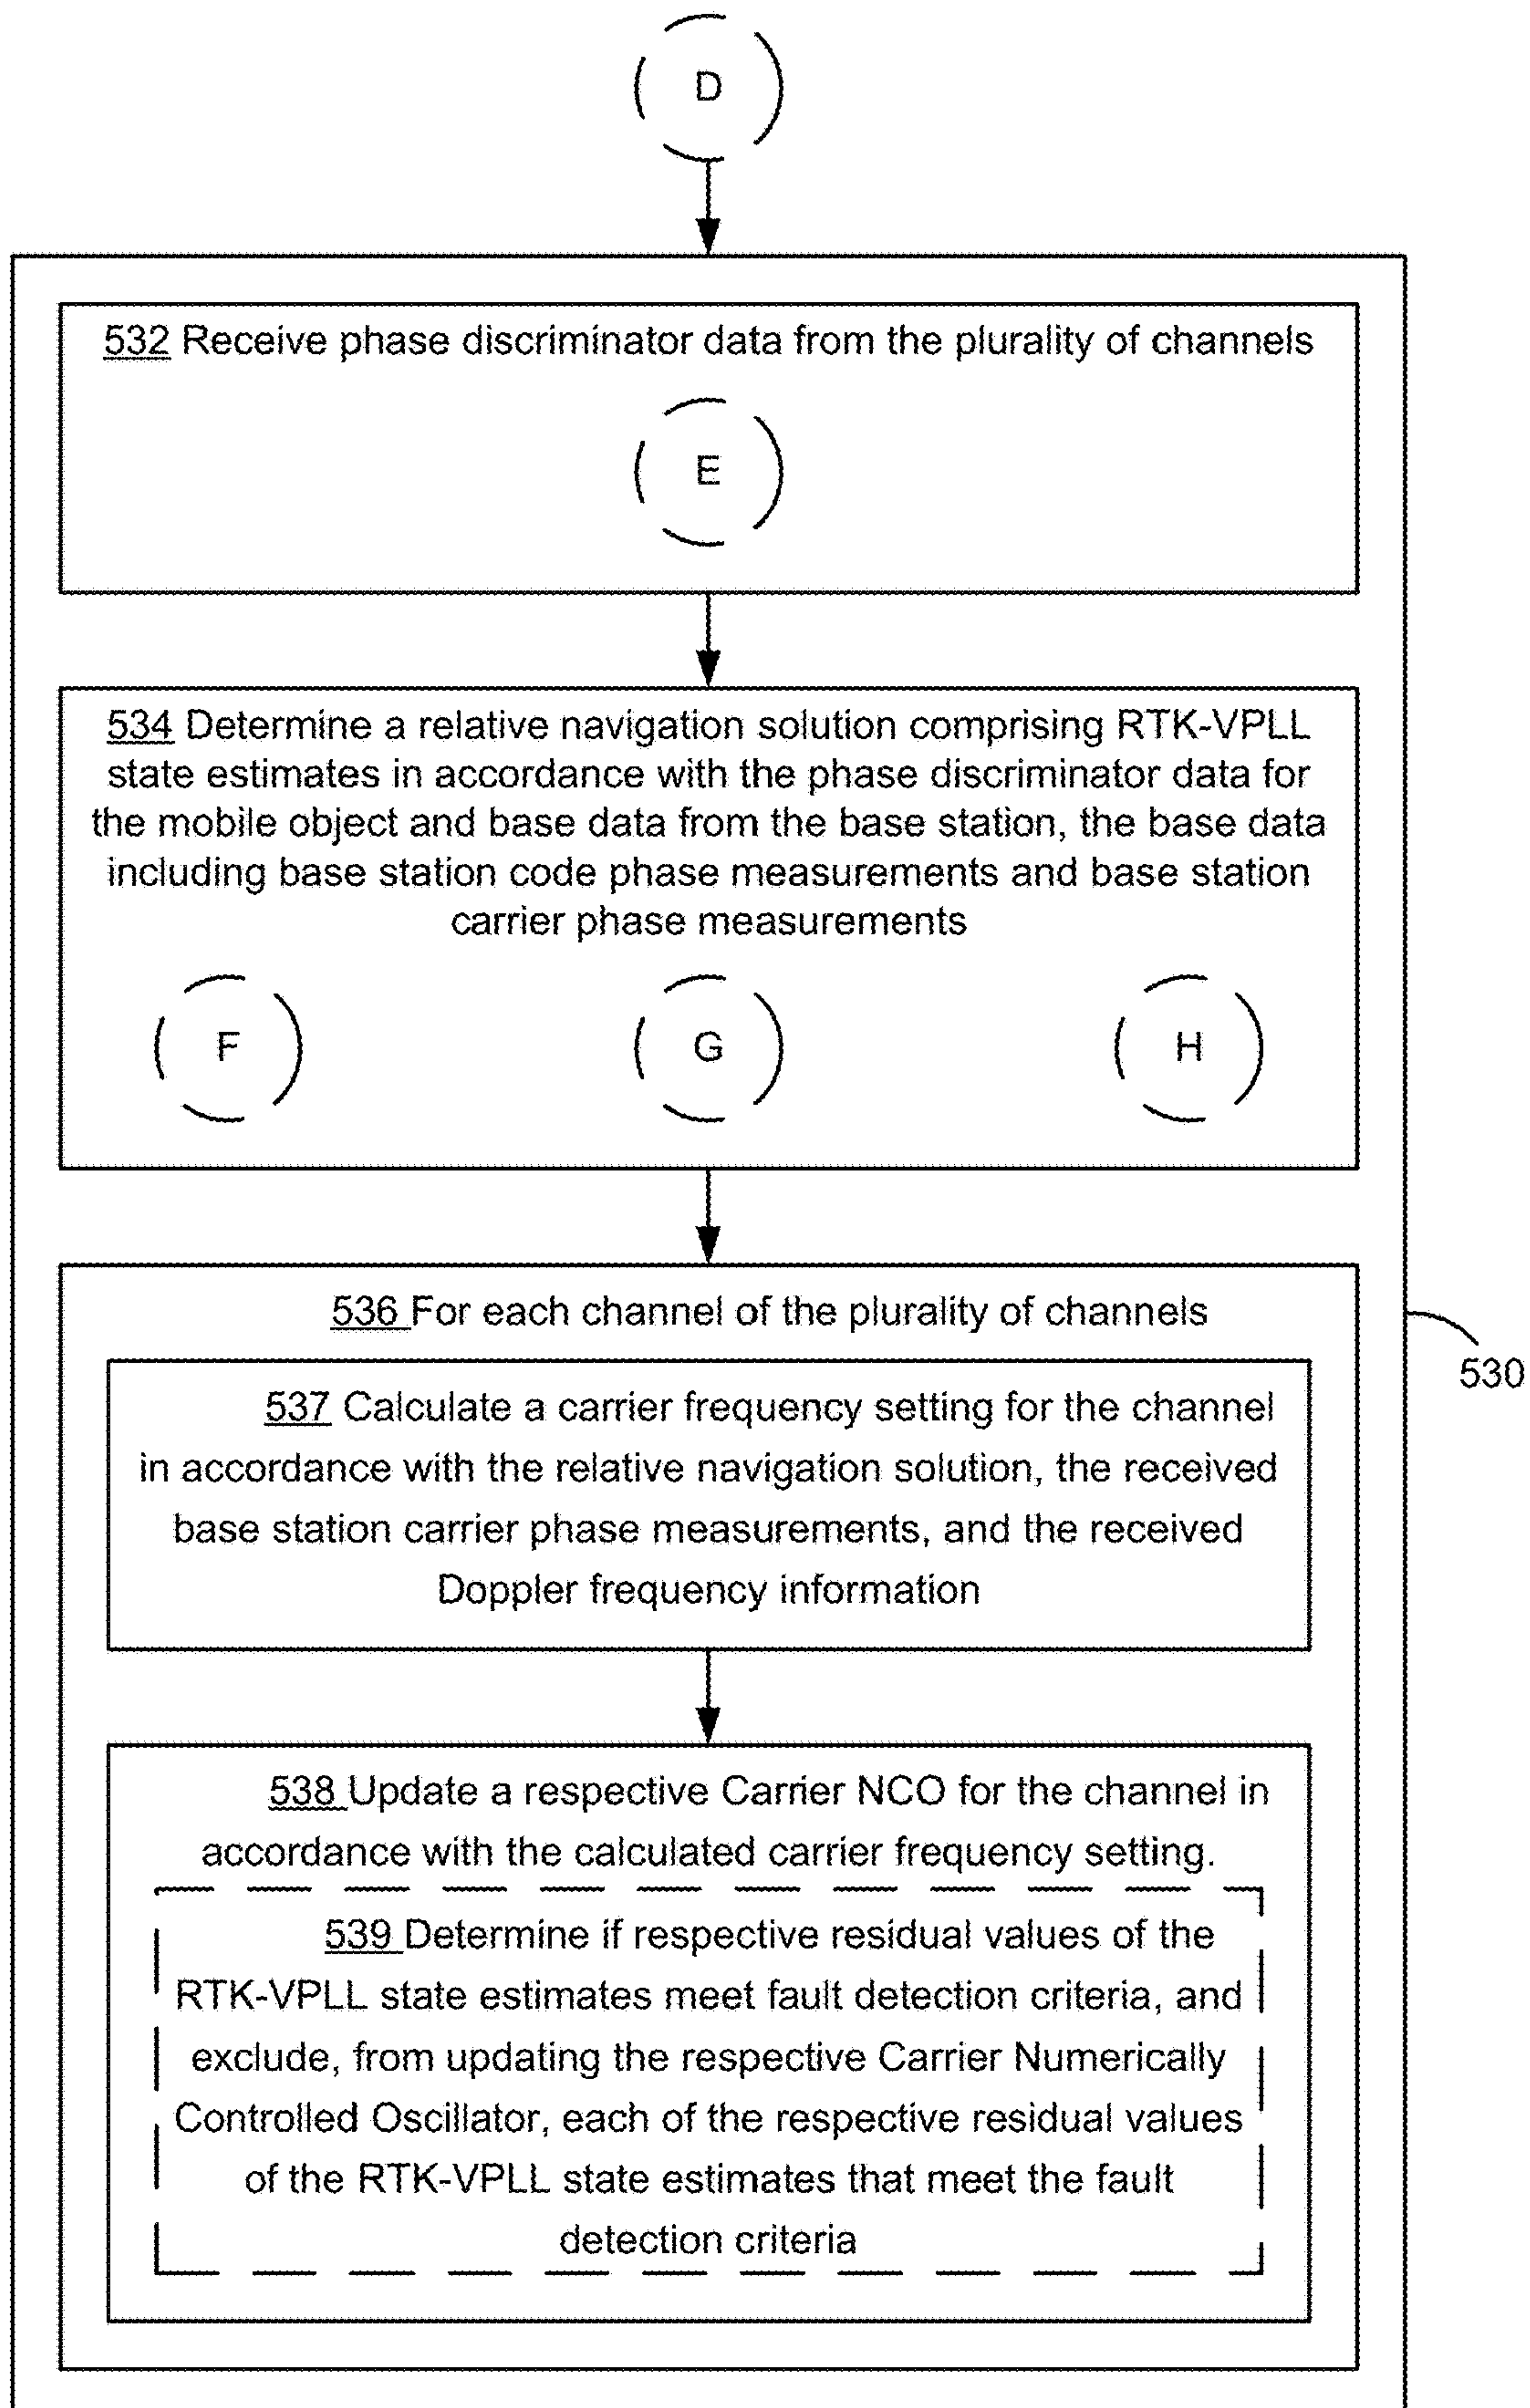 D
532 Receive phase discriminator data from the plurality of channels
E
534 Determine a relative navigation solution comprising RTK-VPLL
state estimates in accordance with the phase discriminator data for
the mobile object and base data from the base station, the base data
including base station code phase measurements and base station
carrier phase measurements
F G H
536 For each channel of the plurality of channels
537 Calculate a carrier frequency setting for the channel
in accordance with the relative navigation solution, the received
base station carrier phase measurements, and the received
Doppler frequency information
530
538 Update a respective Carrier NCO for the channel in
accordance with the calculated carrier frequency setting.
539 Determine if respective residual values of the
RTK-VPLL state estimates meet fault detection criteria, and
exclude, from updating the respective Carrier Numerically
Controlled Oscillator, each of the respective residual values
of the RTK-VPLL state estimates that meet the fault
detection criteria